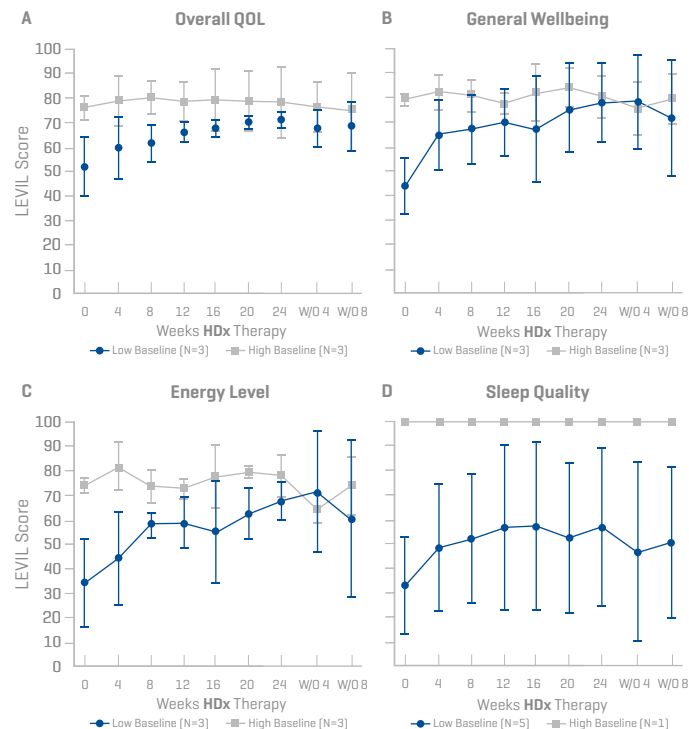 A Overall QOL
B General Wellbeing
LEVIL Score
100
90
80
70
60
50
40
30
20
10
0
0 4 8 12 16 20 24 W/O 4 W/O 8
Weeks HDx Therapy
Low Baseline (N=3) High Baseline (N=3)
0 4 8 12 16 20 24 W/O 4 W/O 8
Weeks HDx Therapy
Low Baseline (N=3) High Baseline (N=3)
C Energy Level
D Sleep Quality
LEVIL Score
100
90
80
70
60
50
40
30
20
10
0
0 4 8 12 16 20 24 W/O 4 W/O 8
Weeks HDx Therapy
Low Baseline (N=3) High Baseline (N=3)
0 4 8 12 16 20 24 W/O 4 W/O 8
Weeks HDx Therapy
Low Baseline (N=5) High Baseline (N=1)